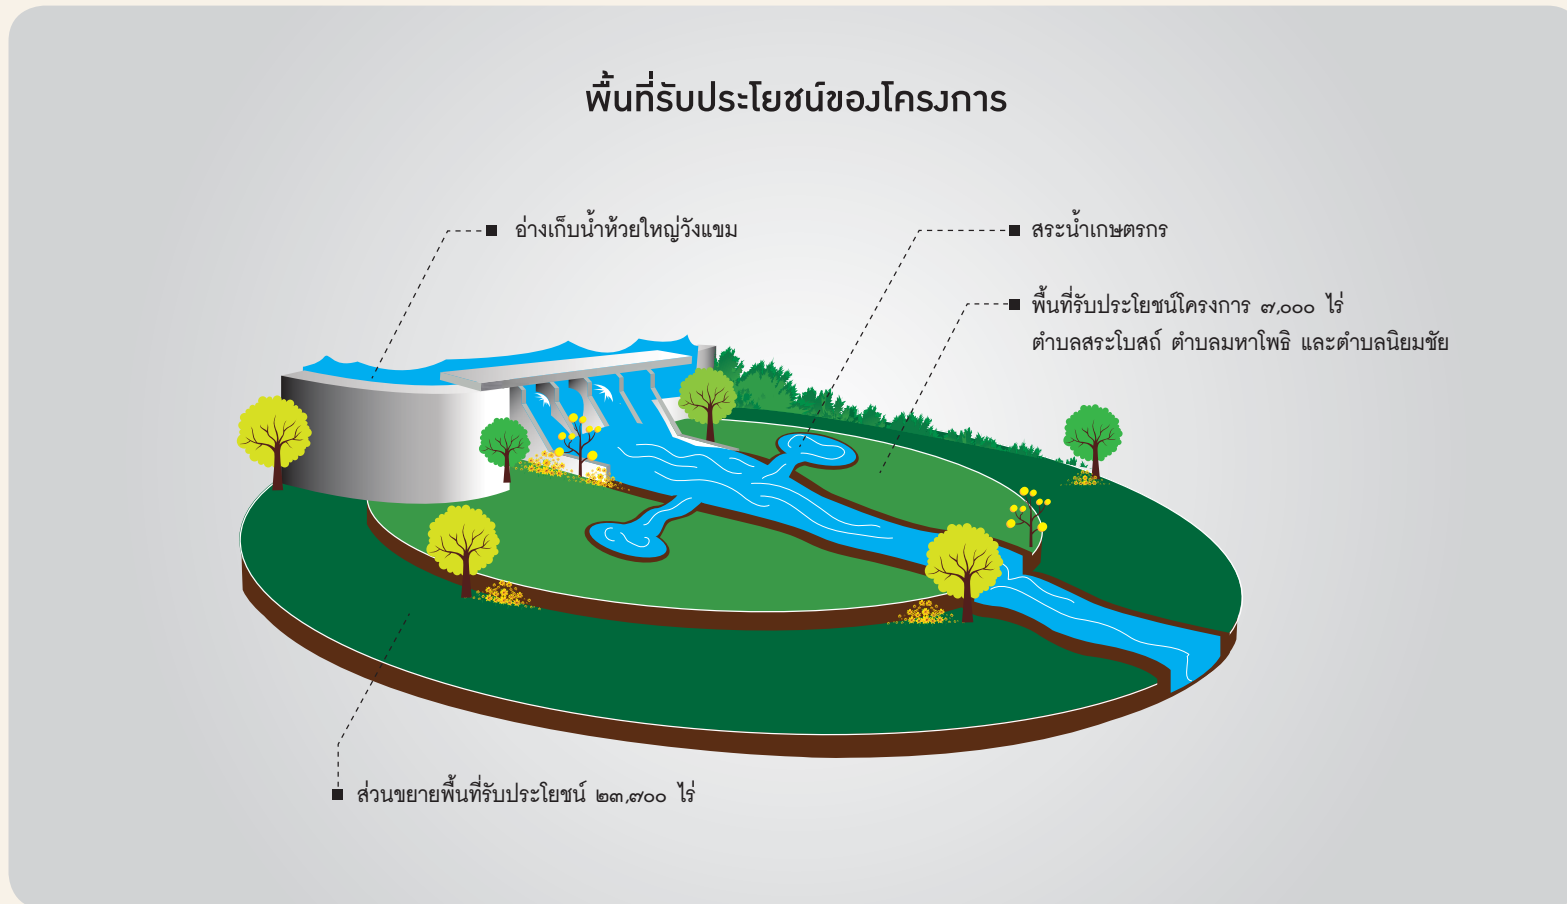 พื้นที่รับประโยชน์ของโครงการ
อ่างเก็บน้ำห้วยใหญ่วังแขม
สระน้ำเกษตรกร
พื้นที่รับประโยชน์โครงการ ๗,๐๐๐ ไร่
ตำบลสระโบสถ์ ตำบลมหาโพธิ และตำบลนิยมชัย
ส่วนขยายพื้นที่รับประโยชน์ ๒๓,๗๐๐ ไร่